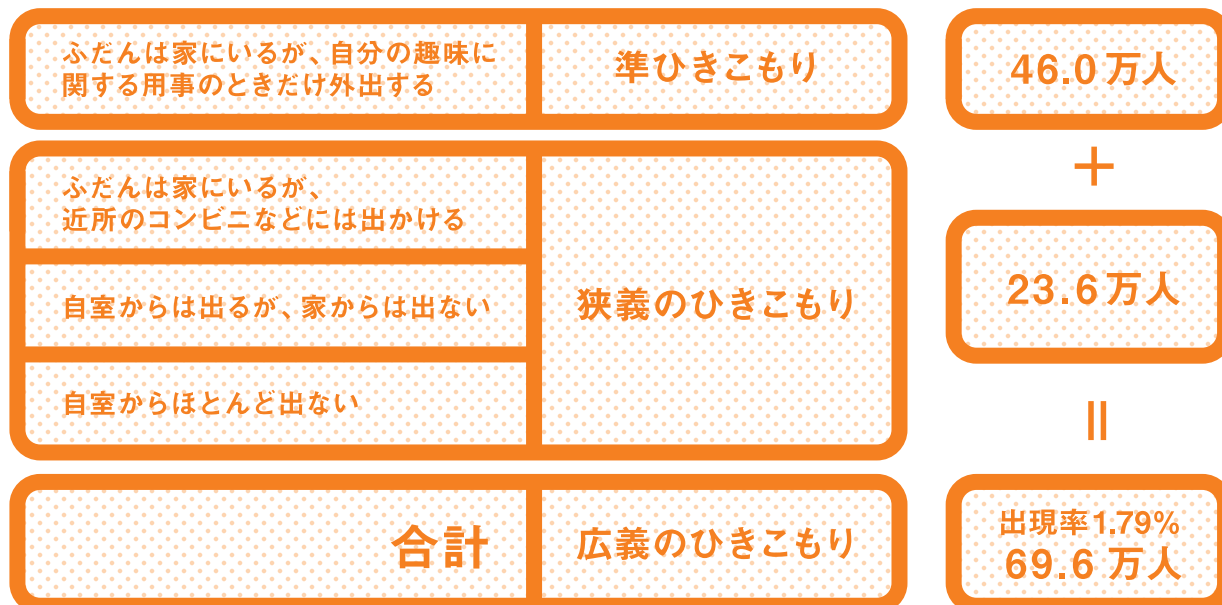 ふだんは家にいるが、自分の趣味に
関する用事のときだけ外出する
準ひきこもり
46.0万人
+
ふだんは家にいるが、
近所のコンビニなどには出かける
自室からは出るが、家からは出ない
自室からほとんど出ない
狭義のひきこもり
23.6万人
=
合計
広義のひきこもり
出現率1.79%
69.6万人